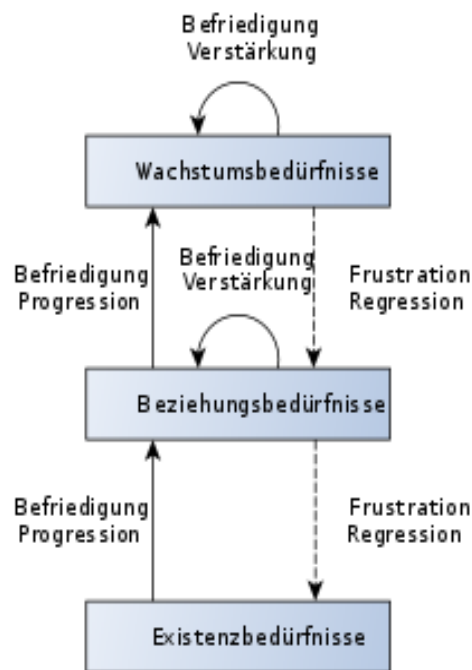 Befriedigung
Verstärkung
Wachstumsbedürfnisse
Befriedigung
Verstärkung
Befriedigung
Progression
Frustration
Regression
Beziehungsbedürfnisse
Befriedigung
Progression
Frustration
Regression
Existenzbedürfnisse